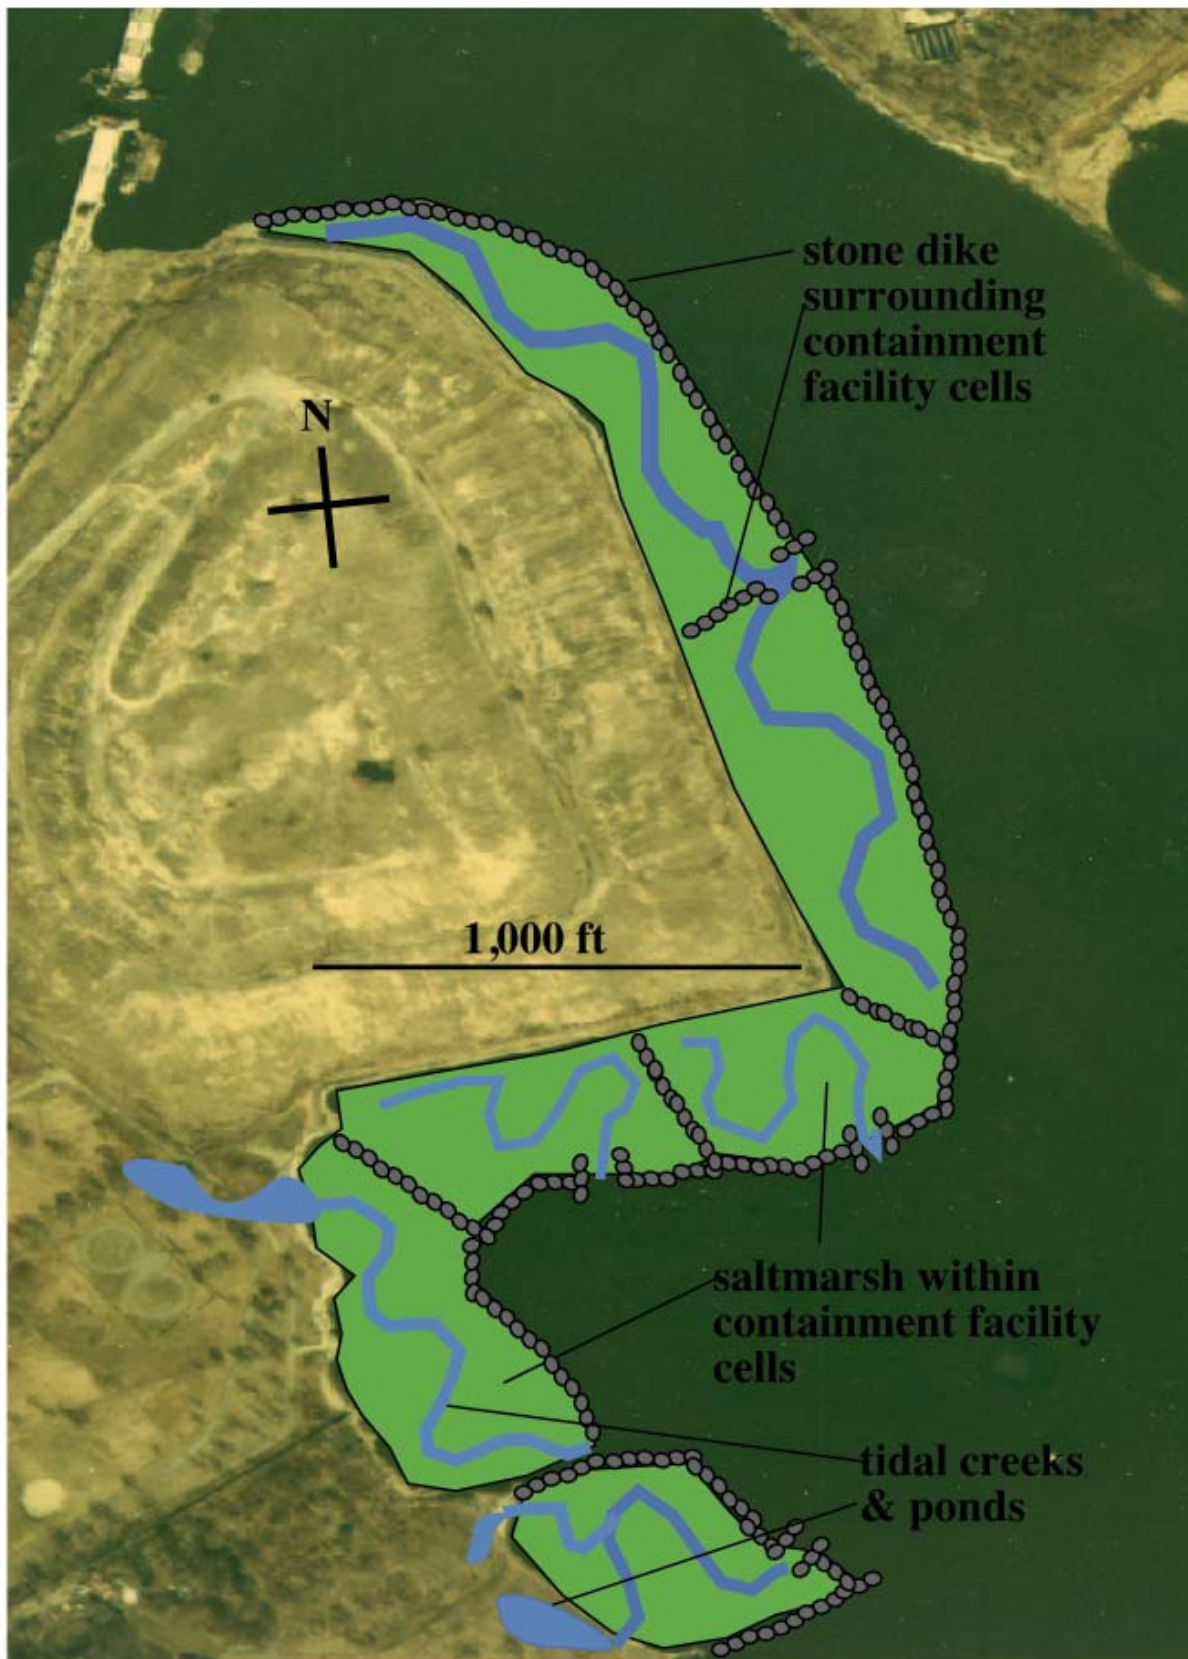 stone dike
surrounding
containment
facility cells
N
1,000 ft
saltmarsh within
containment facility
cells
tidal creeks
& ponds